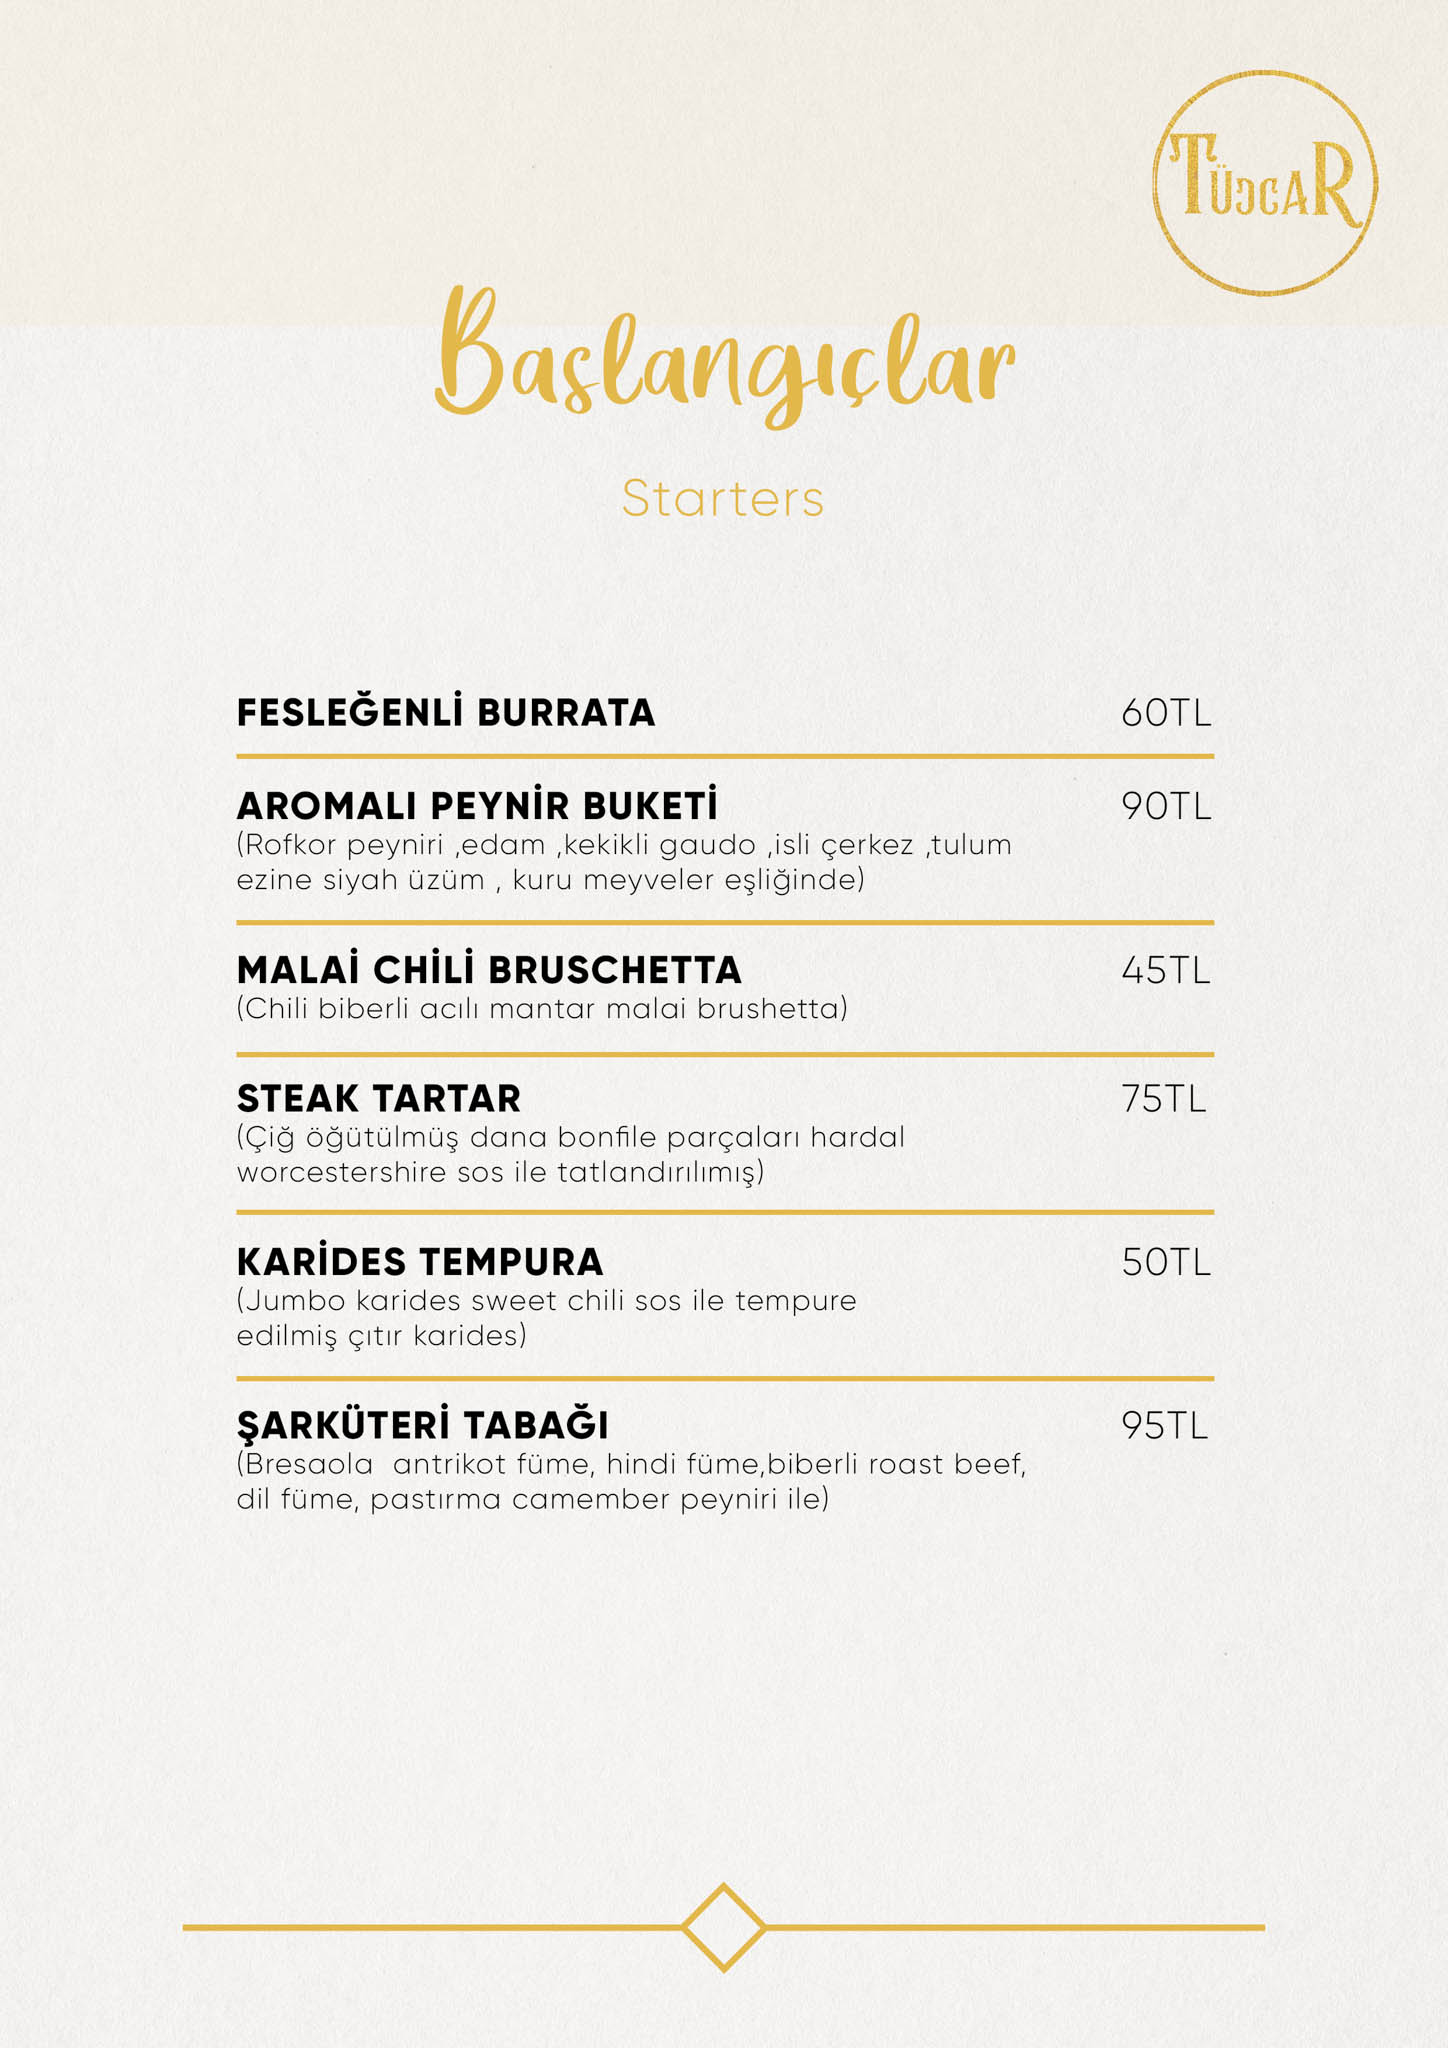 TÜCCAR
Başlangıçlar
Starters
FESLEĞENLİ BURRATA 60TL
AROMALI PEYNİR BUKETİ 90TL
(Rofkor peyniri ,edam ,kekikli gaudo ,isli çerkez ,tulum
ezine siyah üzüm , kuru meyveler eşliğinde)
MALAİ CHİLİ BRUSCHETTA 45TL
(Chili biberli acılı mantar malai brushetta)
STEAK TARTAR 75TL
(Çiğ öğütülmüş dana bonfile parçaları hardal
worcestershire sos ile tatlandırılımış)
KARİDES TEMPURA 50TL
(Jumbo karides sweet chili sos ile tempure
edilmiş çıtır karides)
ŞARKÜTERİ TABAĞI 95TL
(Bresaola  antrikot füme, hindi füme,biberli roast beef,
dil füme, pastırma camember peyniri ile)